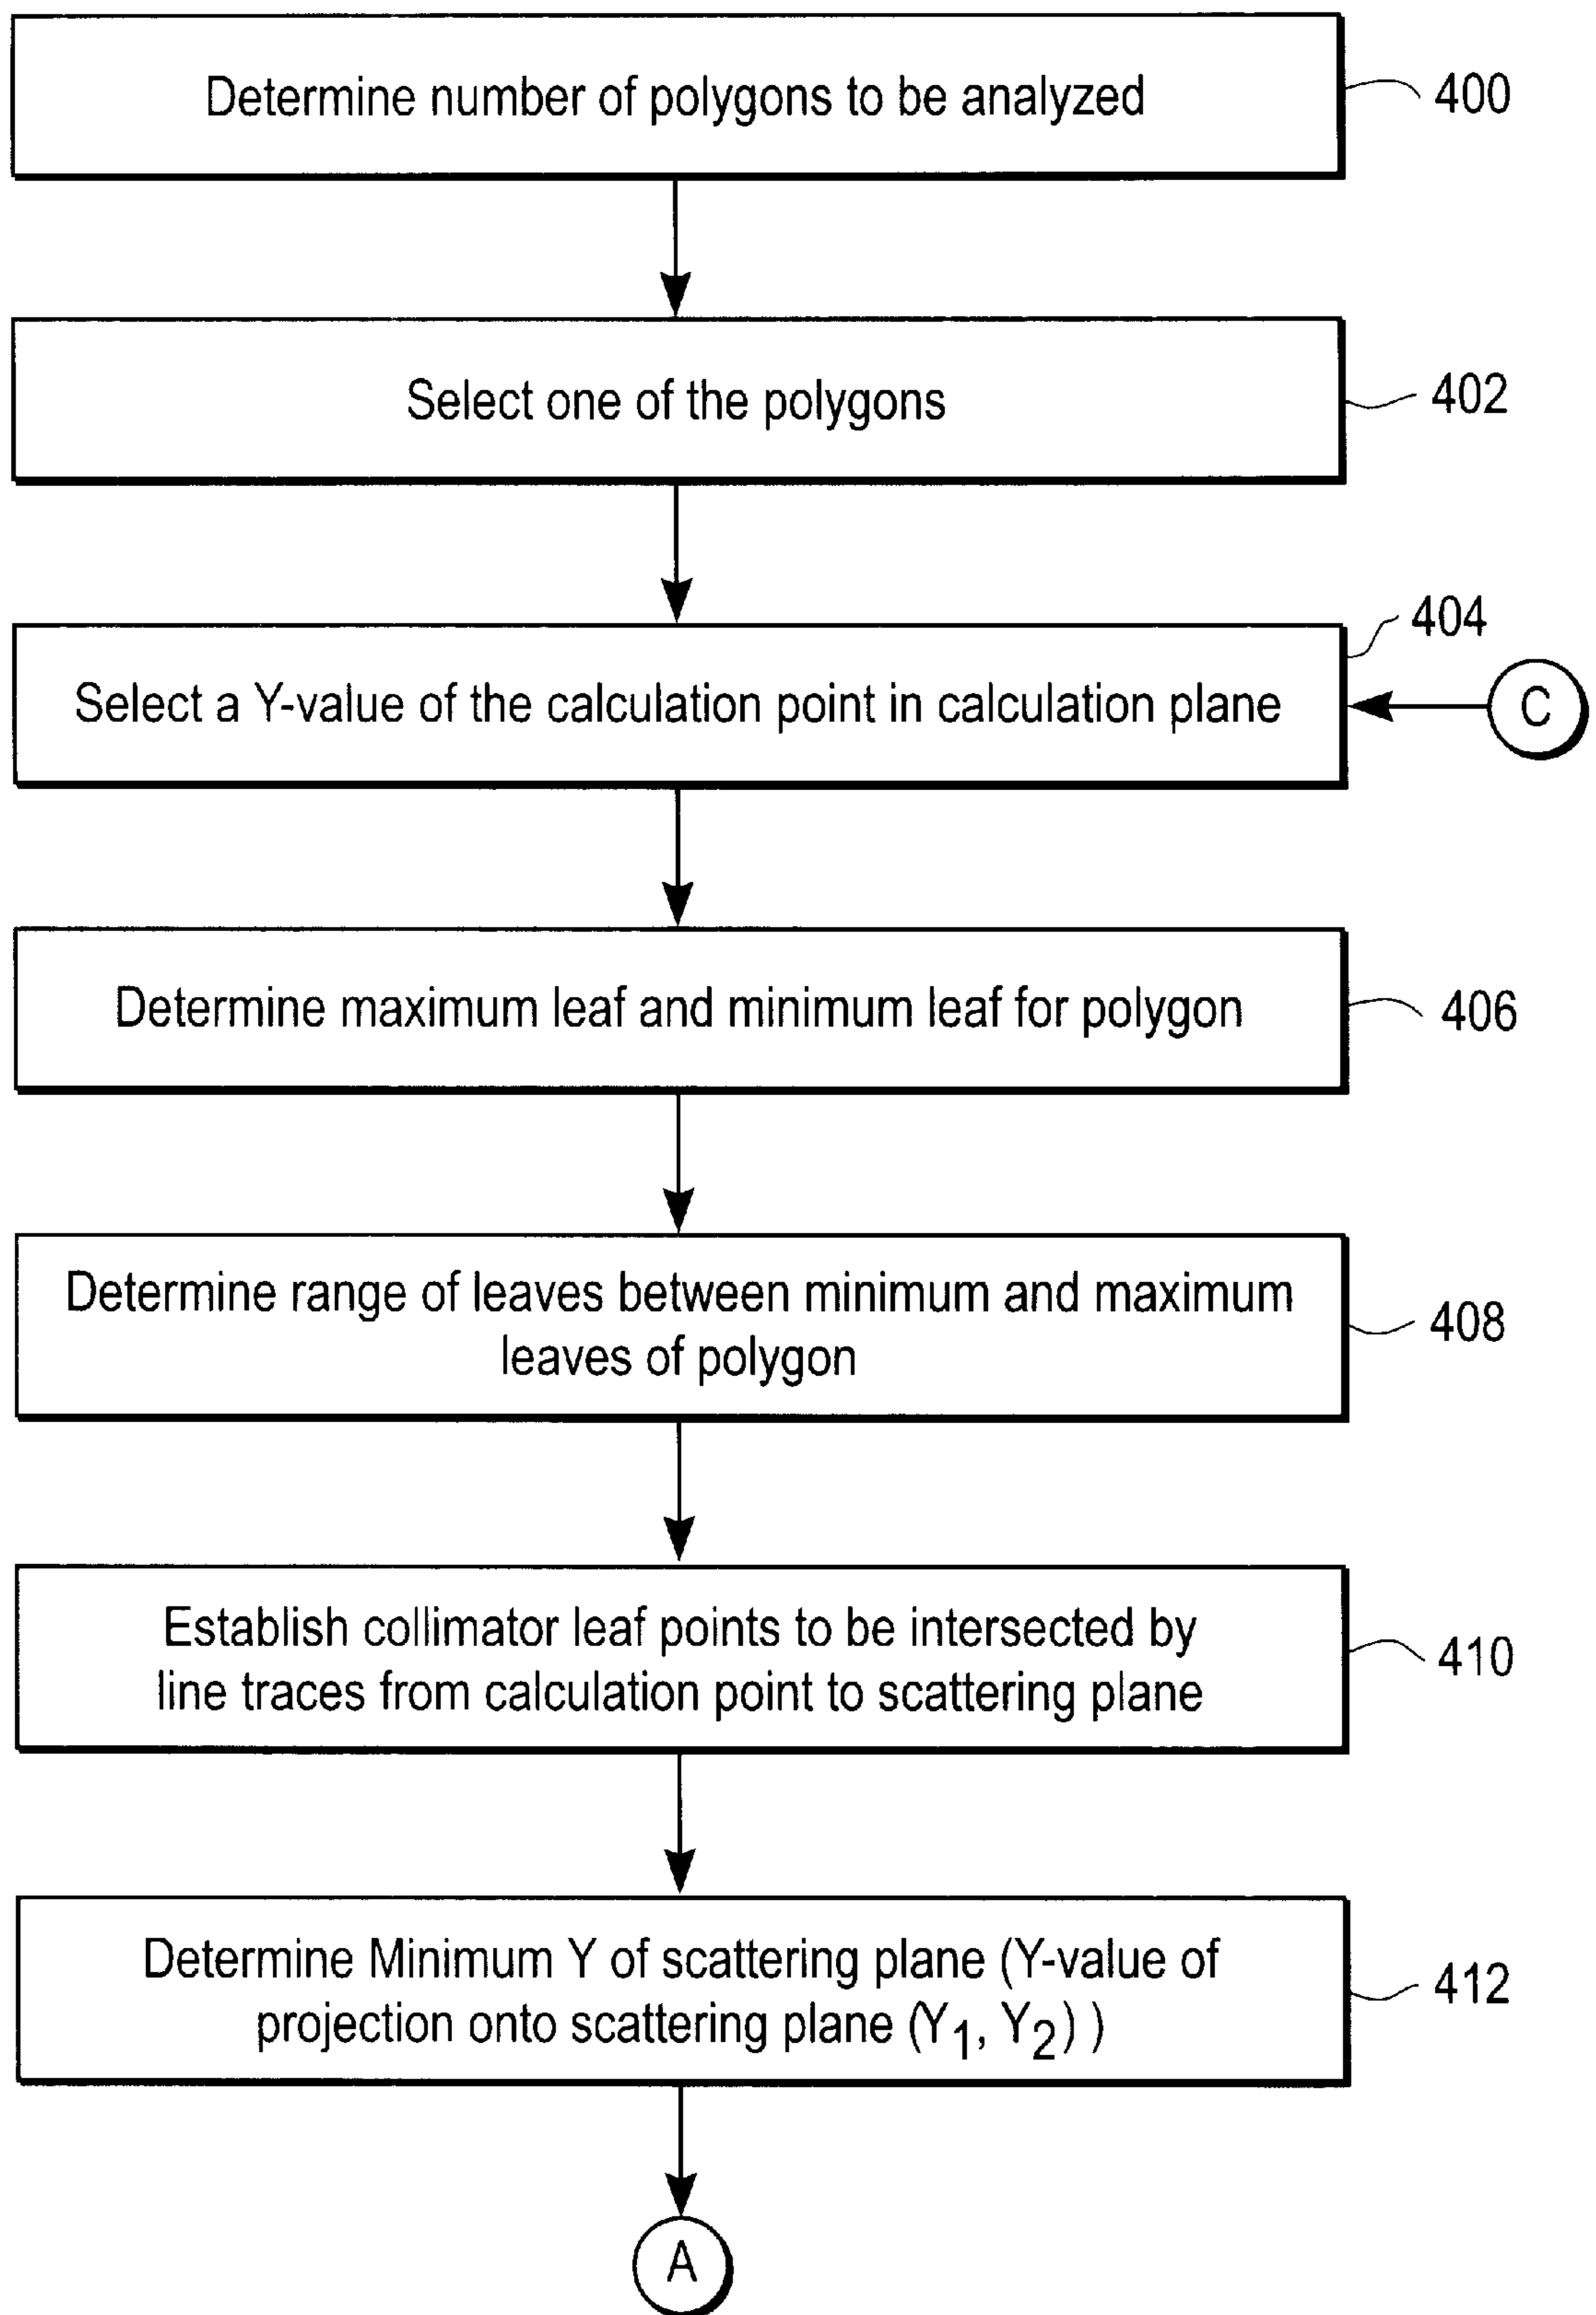 Determine number of polygons to be analyzed
400
Select one of the polygons
402
404
Select a Y-value of the calculation point in calculation plane
C
Determine maximum leaf and minimum leaf for polygon
406
Determine range of leaves between minimum and maximum
leaves of polygon
408
Establish collimator leaf points to be intersected by
line traces from calculation point to scattering plane
410
Determine Minimum Y of scattering plane (Y-value of
projection onto scattering plane (Y1, Y2) )
412
A